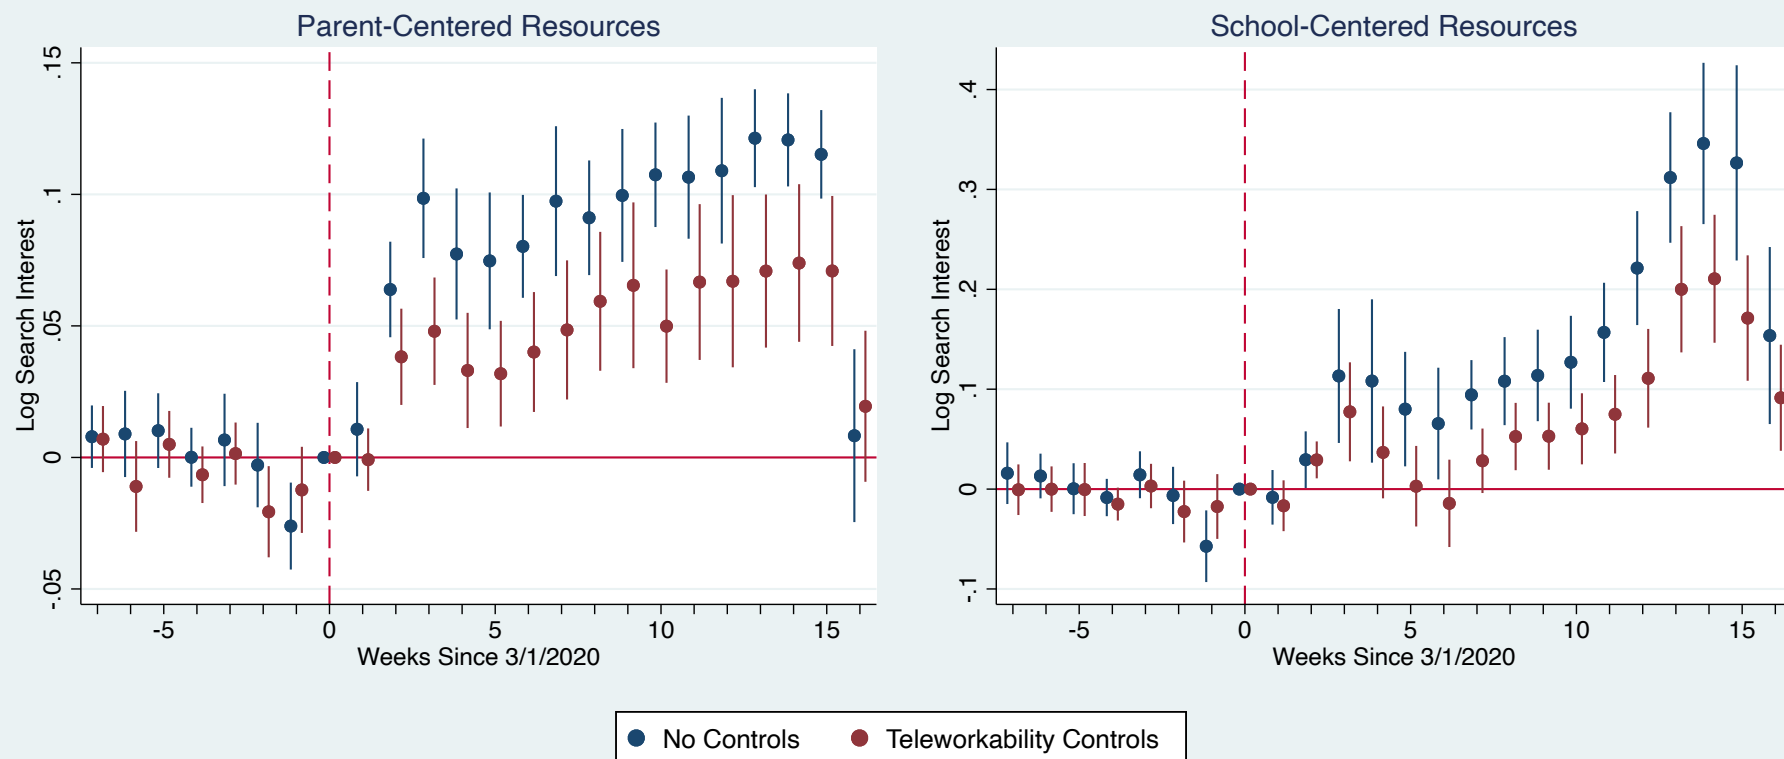 Parent-Centered Resources
.15
.1
.05
0
-.05
Log Search Interest
-5 0 5 10 15
Weeks Since 3/1/2020
School-Centered Resources
.4
.3
.2
.1
0
-.1
Log Search Interest
-5 0 5 10 15
Weeks Since 3/1/2020
No Controls Teleworkability Controls